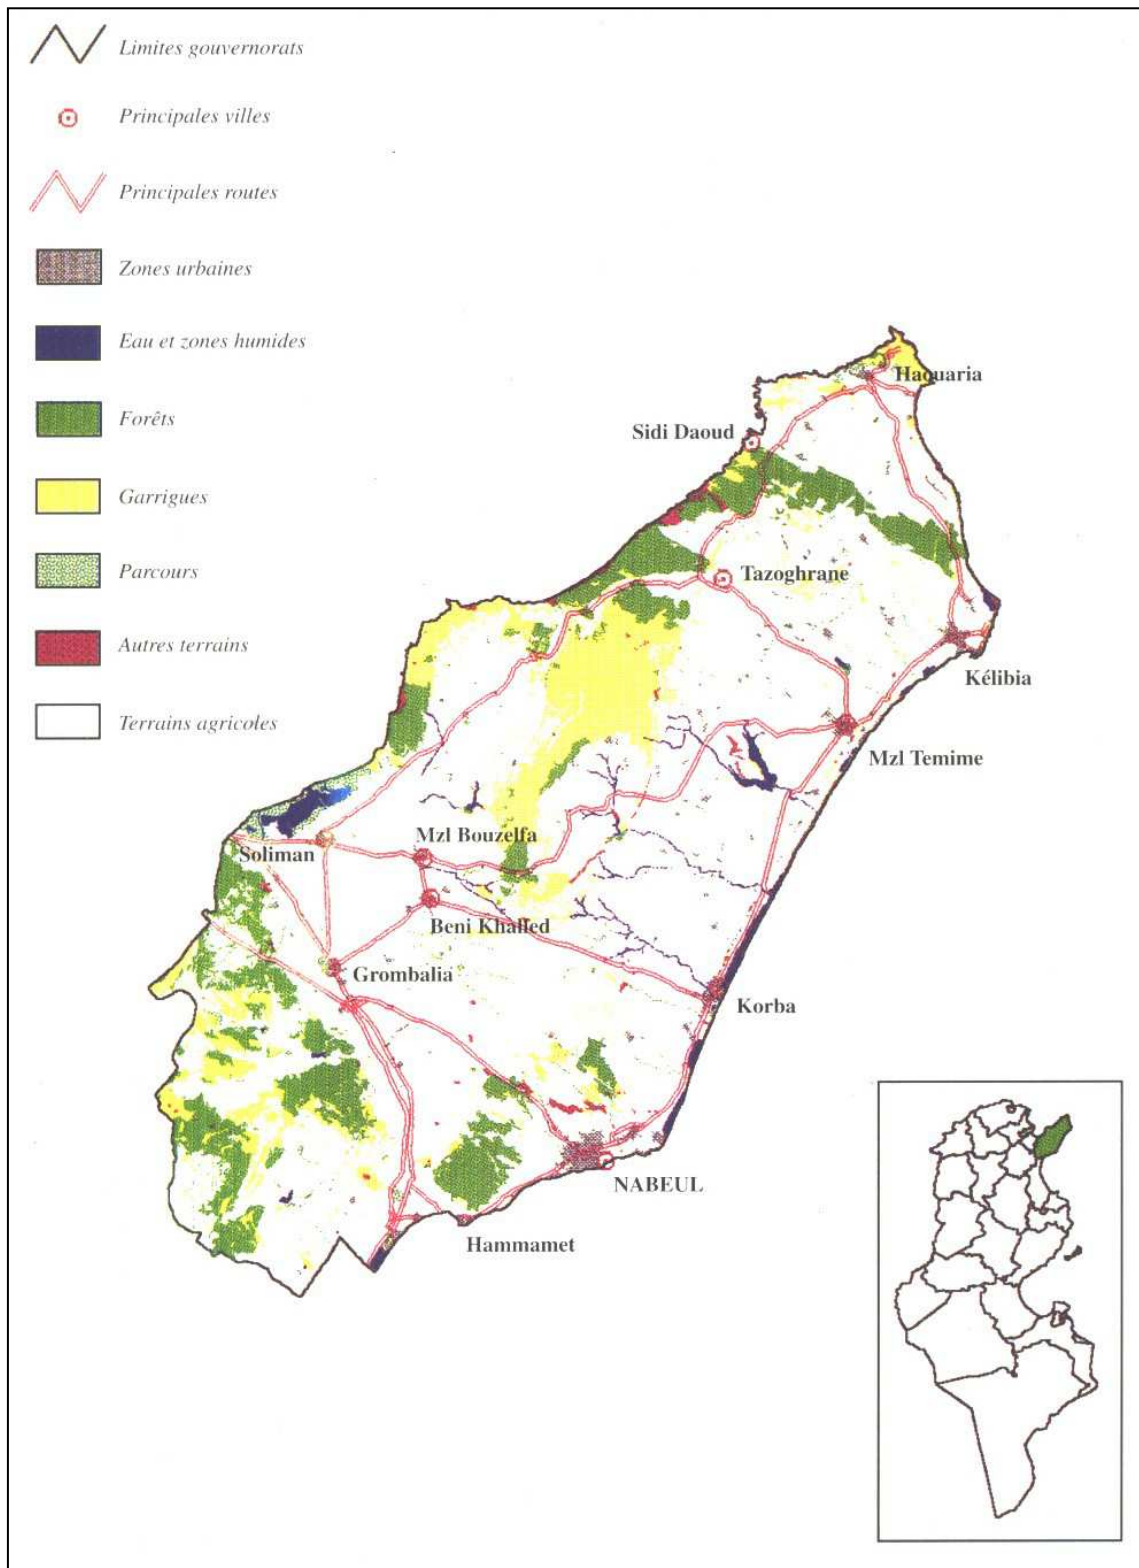 Limites gouvernorats
Principales villes
Principales routes
Zones urbaines
Eau et zones humides
Forêts
Garrigues
Parcours
Autres terrains
Terrains agricoles
Haouaria
Sidi Daoud
Tazoghrane
Kélibia
Mzl Temime
Mzl Bouzelfa
Soliman
Beni Khalled
Grombalia
Korba
NABEUL
Hammamet